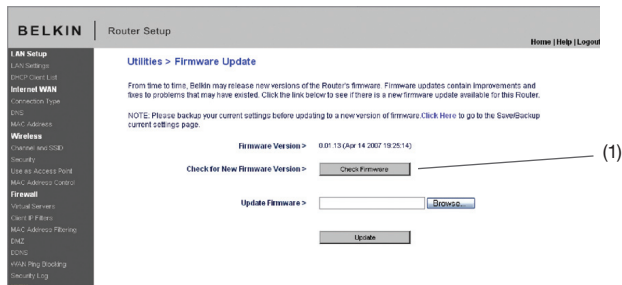 BELKIN
Router Setup
Home | Help | Logout
LAN Setup
LAN Settings
DHCP Client List
Internet WAN
Connection Type
DNS
MAC Address
Wireless
Channel and SSID
Security
Use as Access Point
MAC Address Control
Firewall
Virtual Servers
Client IP Filters
MAC Address Filtering
DMZ
DDNS
WAN Ping Blocking
Security Log
Utilities > Firmware Update
From time to time, Belkin may release new versions of the Router's firmware. Firmware updates contain improvements and
fixes to problems that may have existed. Click the link below to see if there is a new firmware update available for this Router.
NOTE: Please backup your current settings before updating to a new version of firmware.Click Here to go to the Save/Backup
current settings page.
Firmware Version >
0.01.13 (Apr 14 2007 19:25:14)
Check for New Firmware Version >
Check Firmware
(1)
Update Firmware >
Browse...
Update